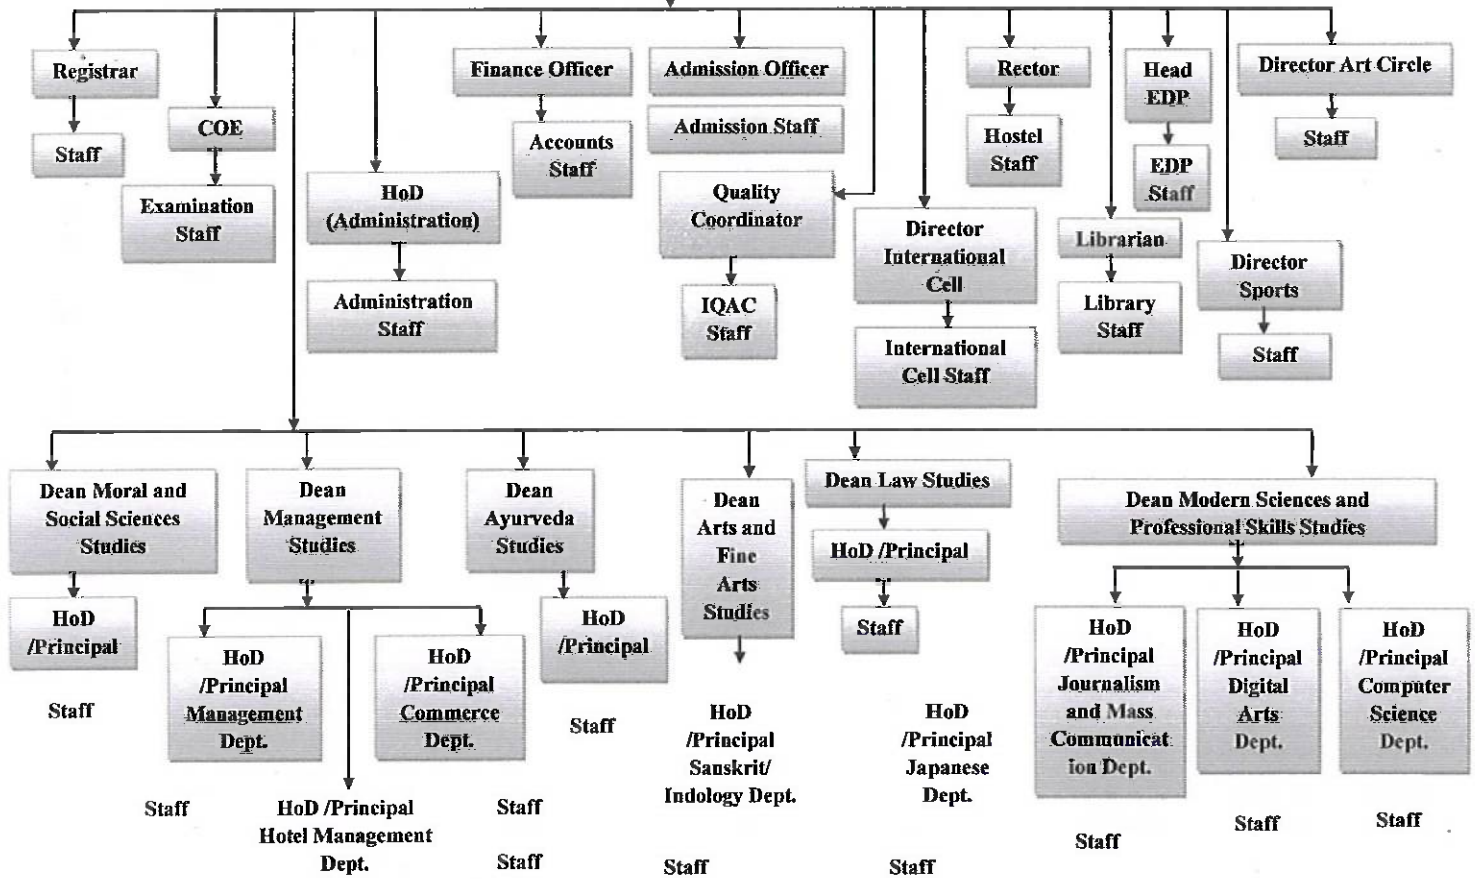 Registrar
Staff
COE
Examination
Staff
HoD
(Administration)
Administration
Staff
Finance Officer
Accounts
Staff
Admission Officer
Admission Staff
Quality
Coordinator
IQAC
Staff
Director
International
Cell
International
Cell Staff
Rector
Hostel
Staff
Librarian
Library
Staff
Head
EDP
EDP
Staff
Director
Sports
Staff
Director Art Circle
Staff
Dean Moral and
Social Sciences
Studies
HoD
/Principal
Staff
Dean
Management
Studies
HoD
/Principal
Management
Dept.
Staff
HoD /Principal
Hotel Management
Dept.
HoD
/Principal
Commerce
Dept.
Staff
Staff
Dean
Ayurveda
Studies
HoD
/Principal
Staff
Dean
Arts and
Fine
Arts
Studies
HoD
/Principal
Sanskrit/
Indology Dept.
Staff
HoD
/Principal
Japanese
Dept.
Staff
Dean Law Studies
HoD /Principal
Staff
Dean Modern Sciences and
Professional Skills Studies
HoD
/Principal
Journalism
and Mass
Communicat
ion Dept.
Staff
HoD
/Principal
Digital
Arts
Dept.
Staff
HoD
/Principal
Computer
Science
Dept.
Staff